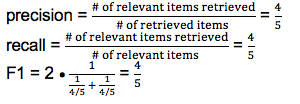 precision = # of relevant items retrieved / # of retrieved items = 4/5
recall = # of relevant items retrieved / # of relevant items = 4/5
F1 = 2 • 1 / (1/(4/5) + 1/(4/5)) = 4/5